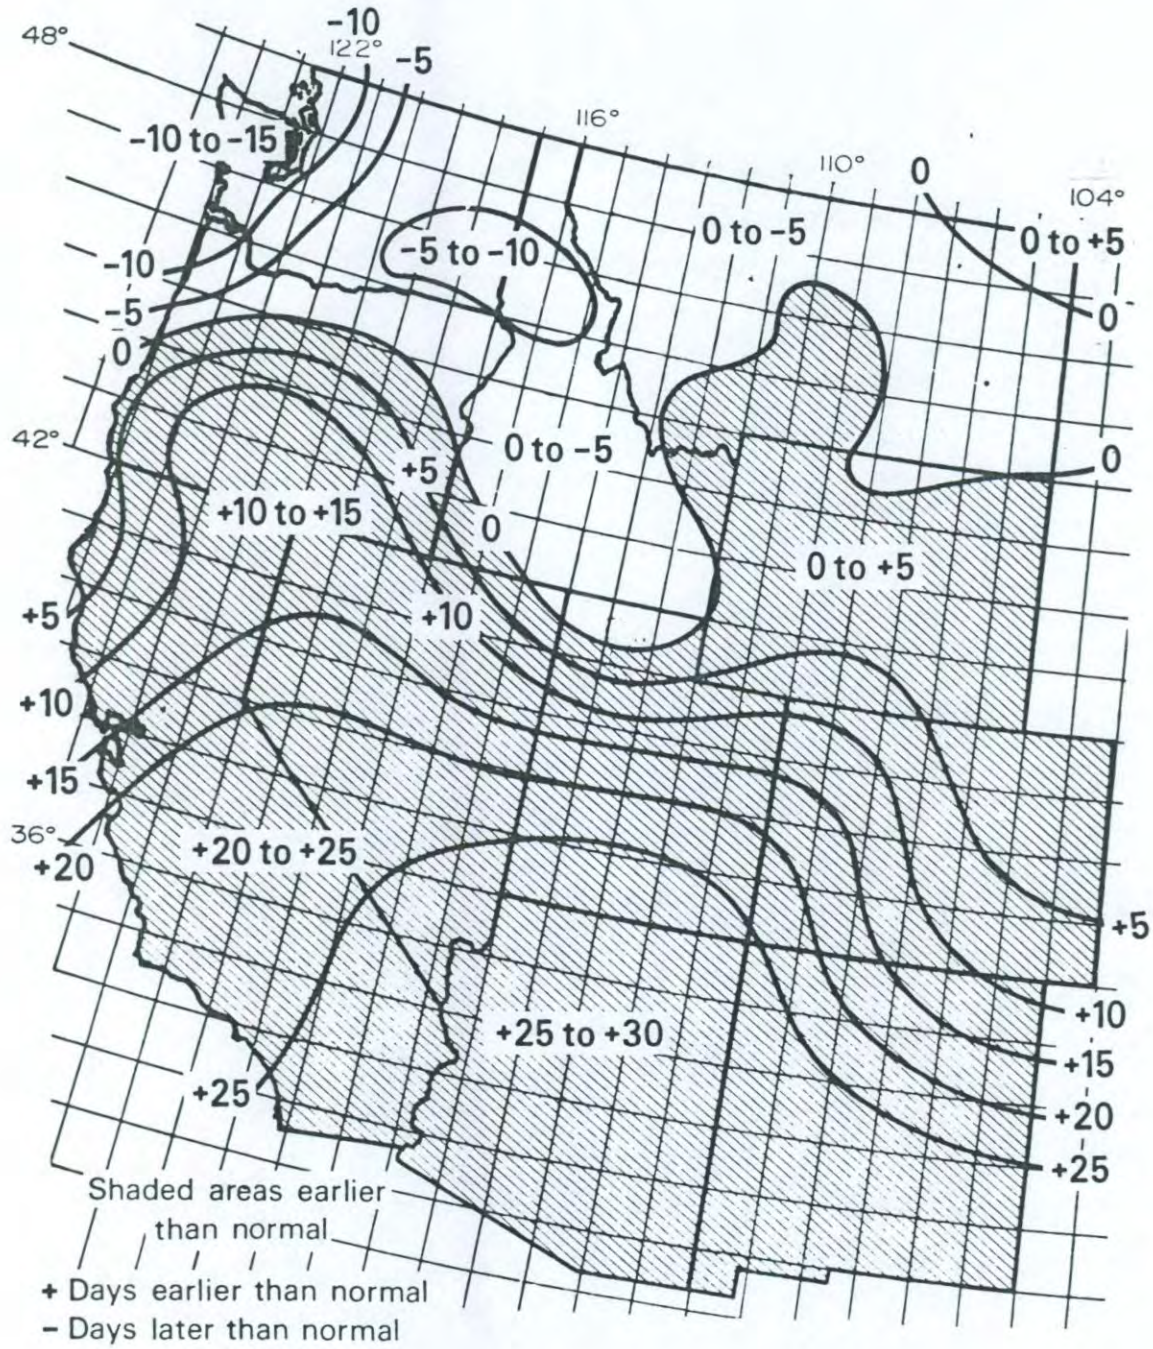 -10
48°
122°
-5
116°
-10 to -15
110°
0
104°
0 to -5
0 to +5
-5 to -10
-10
-5
0
0
42°
0 to -5
0
+5
+10 to +15
0
0 to +5
+5
+10
+10
+15
36°
+20 to +25
+20
+5
+10
+25 to +30
+15
+25
+20
+25
Shaded areas earlier
than normal
+ Days earlier than normal
- Days later than normal